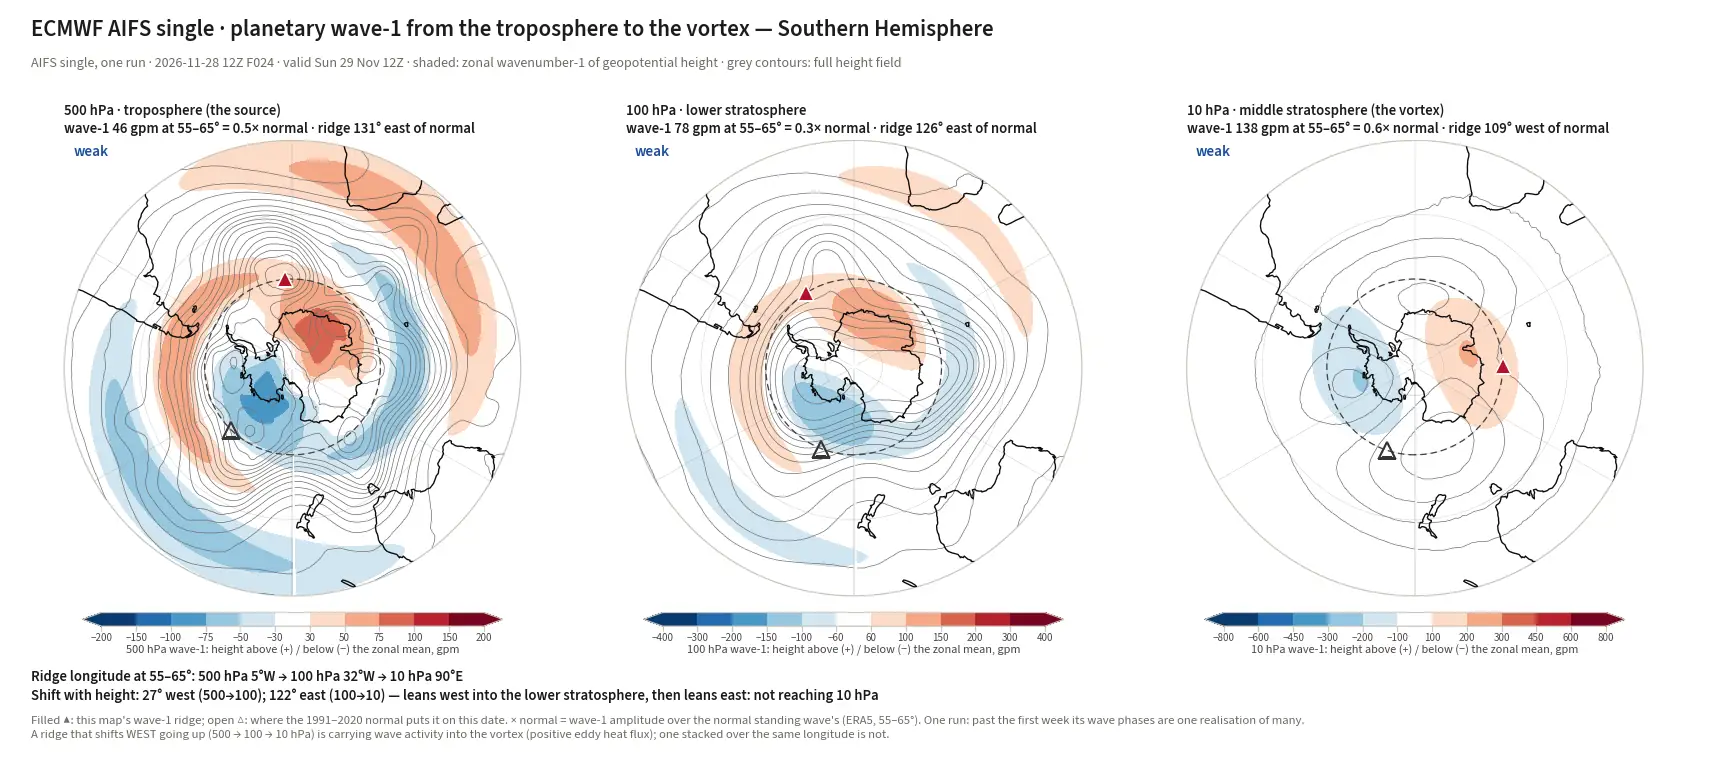 ECMWF AIFS single · planetary wave-1 from the troposphere to the vortex — Southern Hemisphere
AIFS single, one run · 2026-11-28 12Z F024 · valid Sun 29 Nov 12Z · shaded: zonal wavenumber-1 of geopotential height · grey contours: full height field
500 hPa · troposphere (the source)
wave-1 46 gpm at 55–65° = 0.5× normal · ridge 131° east of normal
weak
100 hPa · lower stratosphere
wave-1 78 gpm at 55–65° = 0.3× normal · ridge 126° east of normal
weak
10 hPa · middle stratosphere (the vortex)
wave-1 138 gpm at 55–65° = 0.6× normal · ridge 109° west of normal
weak
−200 −150 −100 −75 −50 −30 30 50 75 100 150 200
500 hPa wave-1: height above (+) / below (−) the zonal mean, gpm
−400 −300 −200 −150 −100 −60 60 100 150 200 300 400
100 hPa wave-1: height above (+) / below (−) the zonal mean, gpm
−800 −600 −450 −300 −200 −100 100 200 300 450 600 800
10 hPa wave-1: height above (+) / below (−) the zonal mean, gpm
Ridge longitude at 55–65°: 500 hPa 5°W → 100 hPa 32°W → 10 hPa 90°E
Shift with height: 27° west (500→100); 122° east (100→10) — leans west into the lower stratosphere, then leans east: not reaching 10 hPa
Filled ▲: this map's wave-1 ridge; open △: where the 1991–2020 normal puts it on this date. × normal = wave-1 amplitude over the normal standing wave's (ERA5, 55–65°). One run: past the first week its wave phases are one realisation of many.
A ridge that shifts WEST going up (500 → 100 → 10 hPa) is carrying wave activity into the vortex (positive eddy heat flux); one stacked over the same longitude is not.